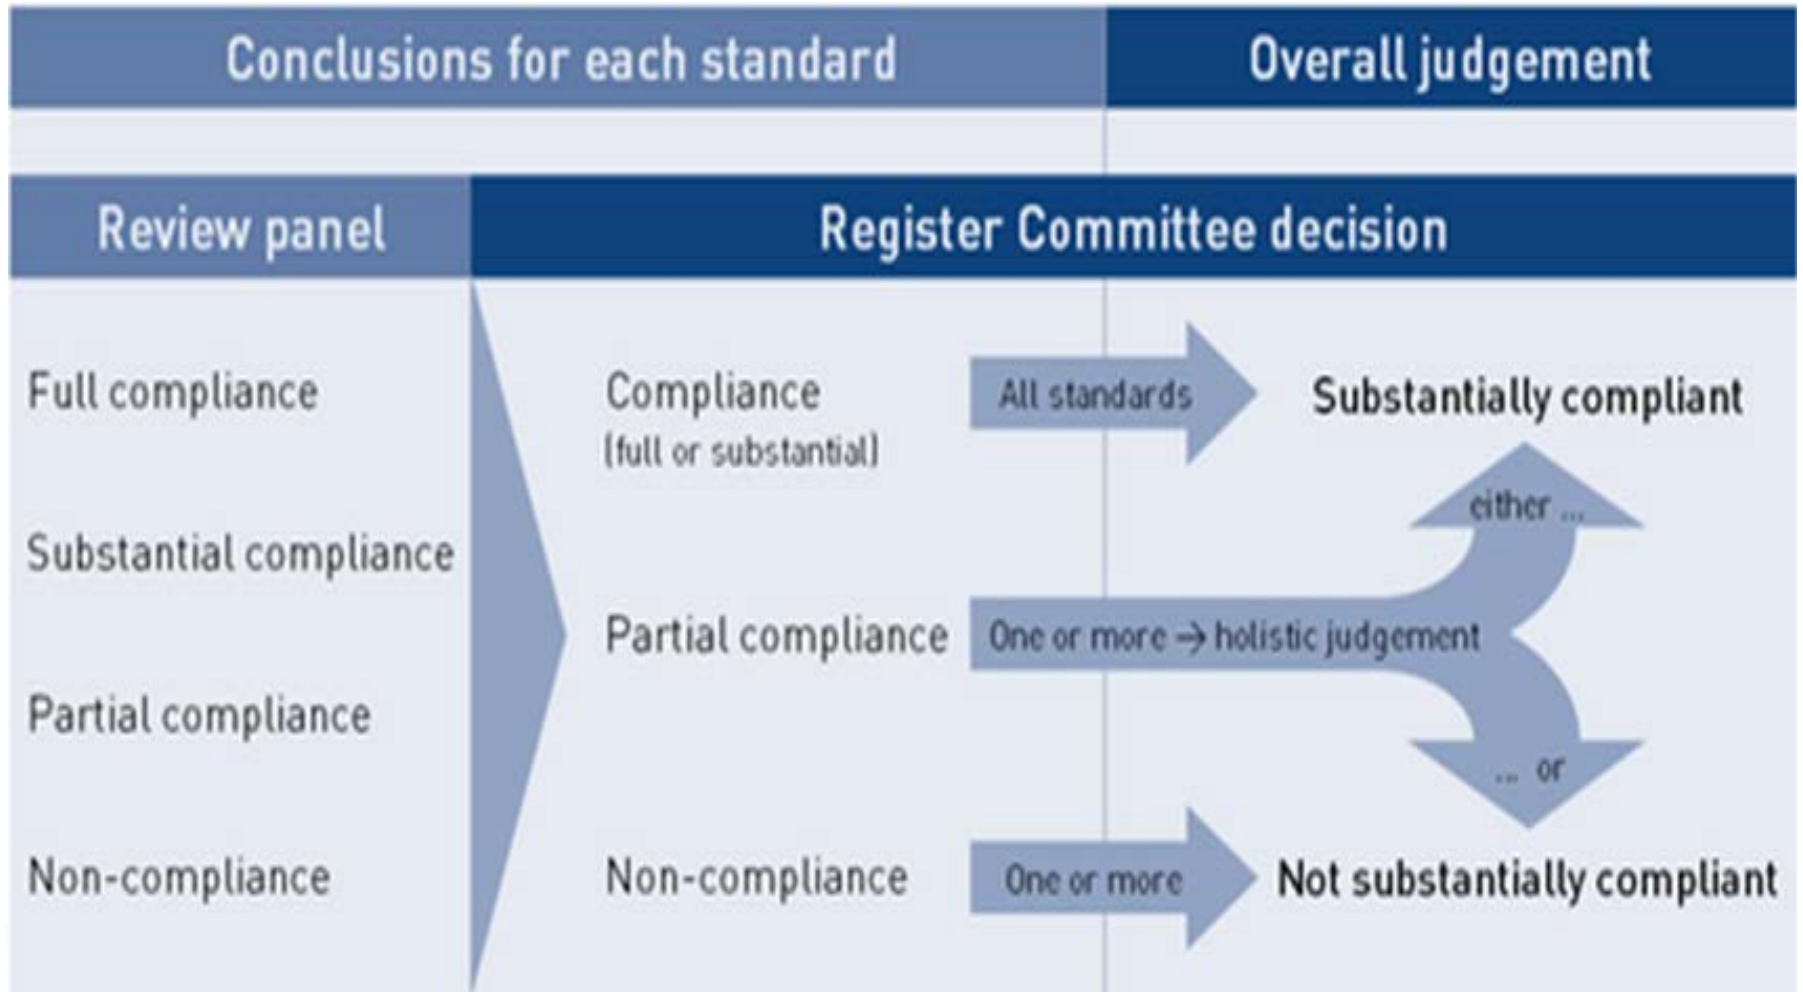 Conclusions for each standard
Overall judgement
Review panel
Register Committee decision
Full compliance
Substantial compliance
Partial compliance
Non-compliance
Compliance
(full or substantial)
All standards
Substantially compliant
either ...
Partial compliance
One or more → holistic judgement
... or
Non-compliance
One or more
Not substantially compliant